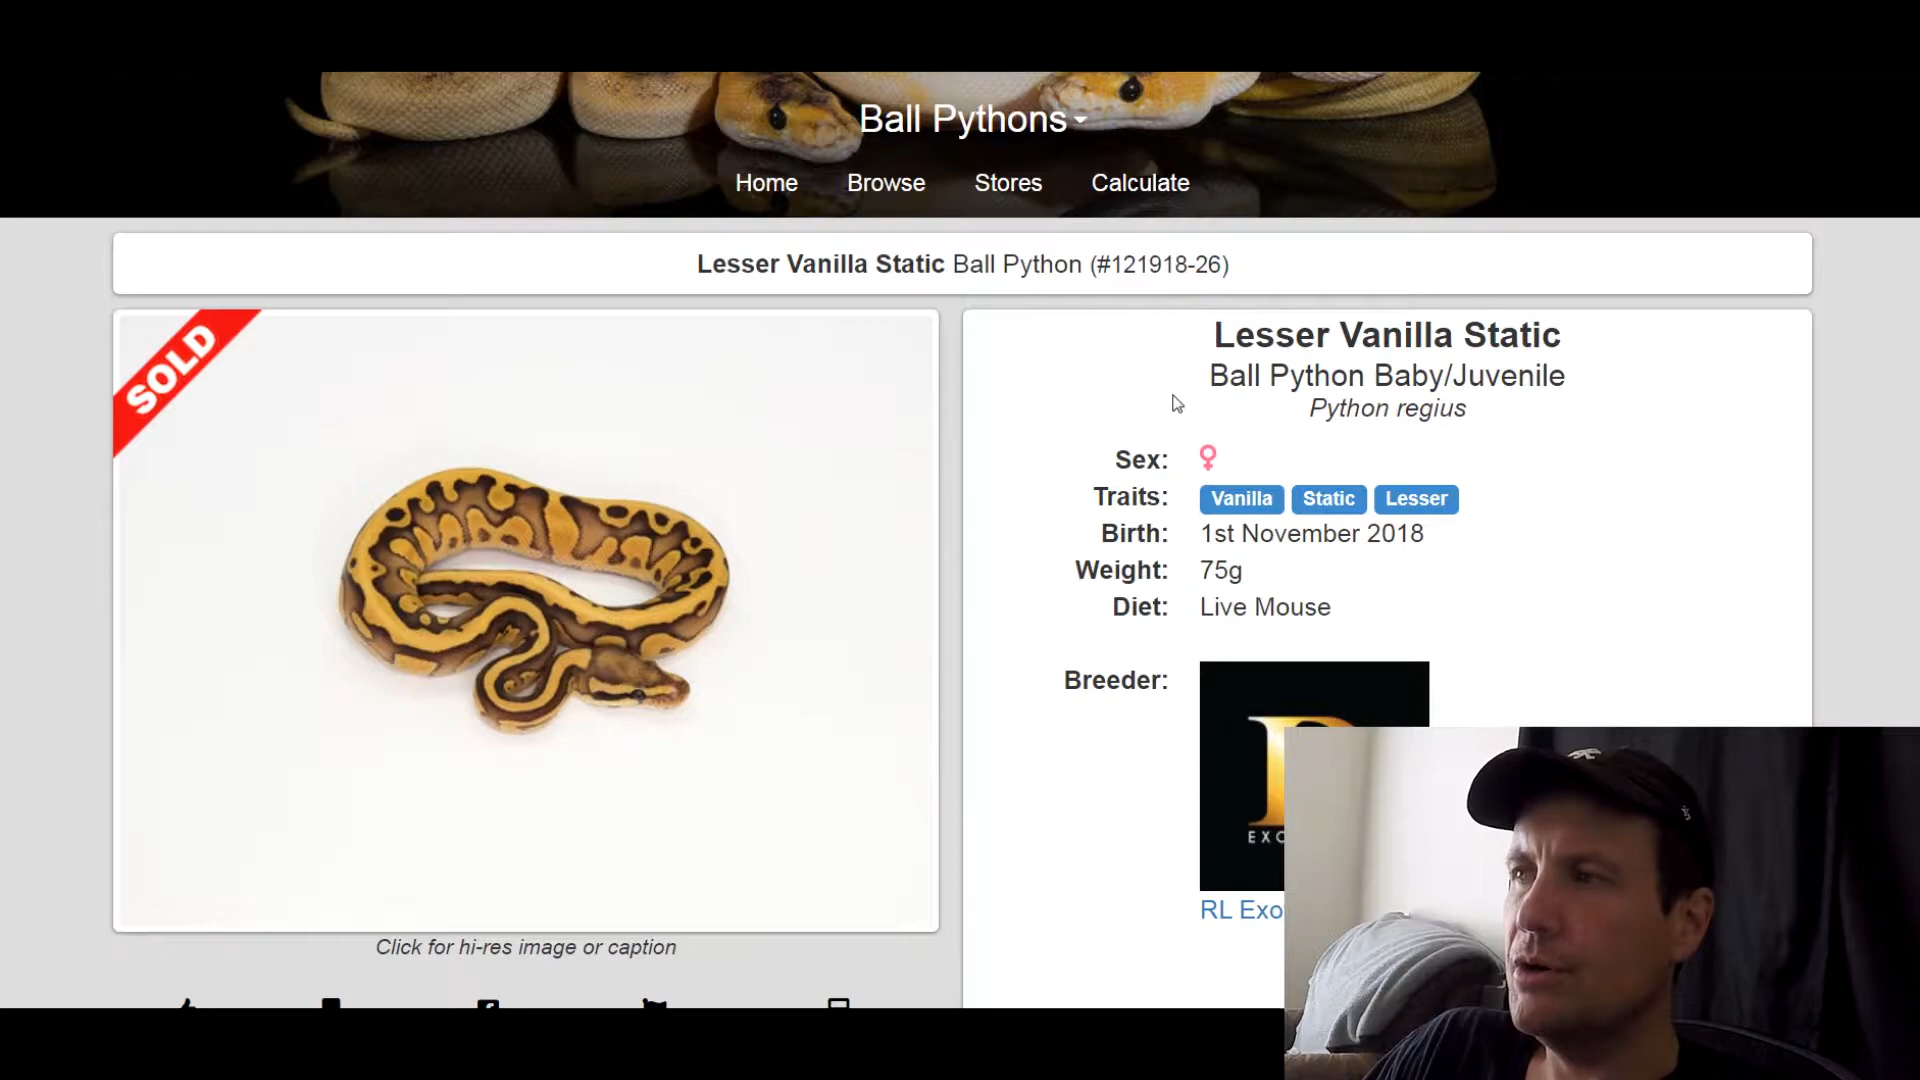 Ball Pythons
Home Browse Stores Calculate
Lesser Vanilla Static Ball Python (#121918-26)
SOLD
Lesser Vanilla Static
Ball Python Baby/Juvenile
Python regius
Sex: ♀
Traits: Vanilla Static Lesser
Birth: 1st November 2018
Weight: 75g
Diet: Live Mouse
Breeder:
RL Exo
Click for hi-res image or caption